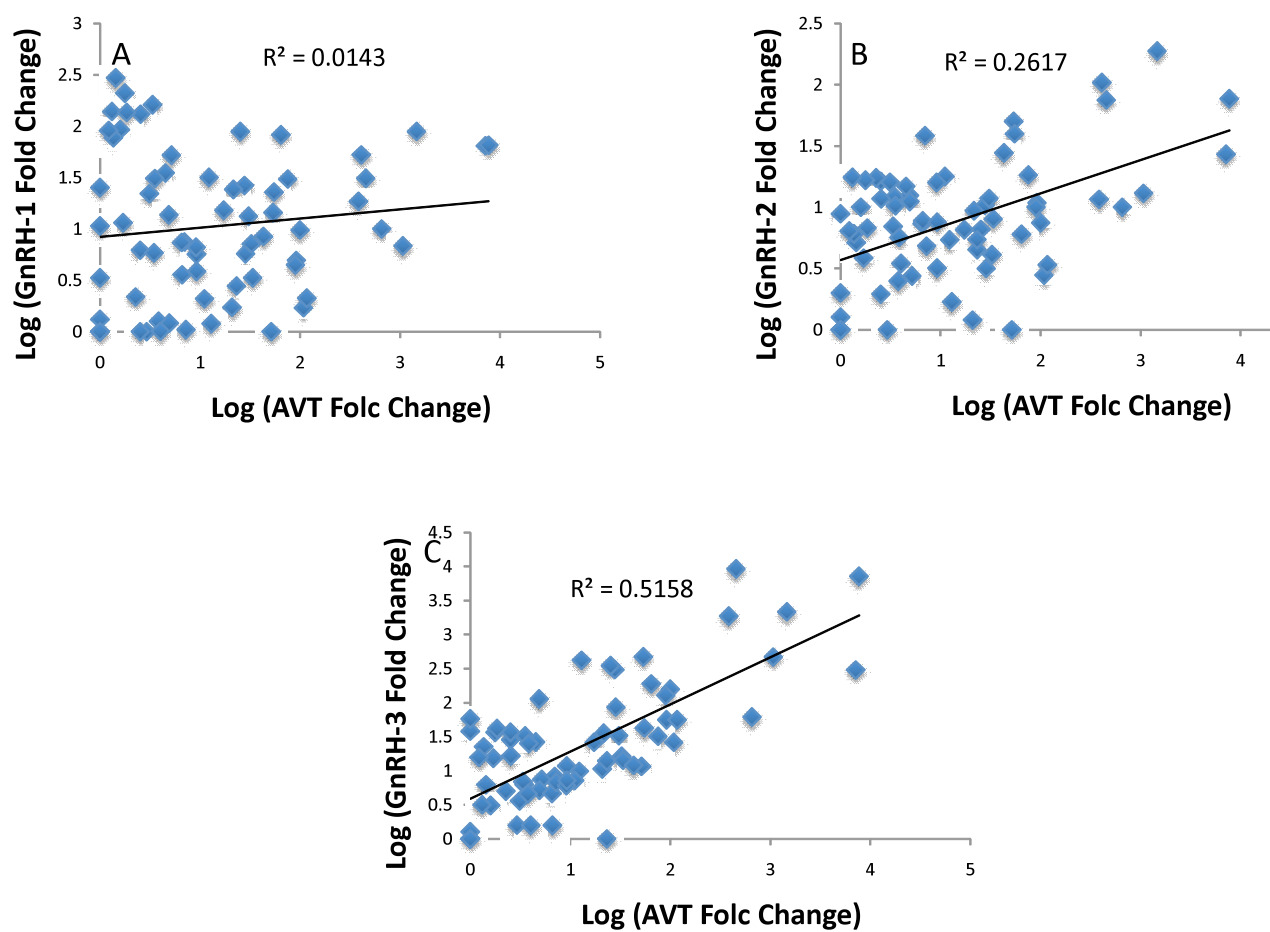 A
R² = 0.0143
Log (GnRH-1 Fold Change)
3
2.5
2
1.5
1
0.5
0
0 1 2 3 4 5
Log (AVT Folc Change)
B
R² = 0.2617
Log (GnRH-2 Fold Change)
2.5
2
1.5
1
0.5
0
0 1 2 3 4
Log (AVT Folc Change)
C
R² = 0.5158
Log (GnRH-3 Fold Change)
4.5
4
3.5
3
2.5
2
1.5
1
0.5
0
0 1 2 3 4 5
Log (AVT Folc Change)